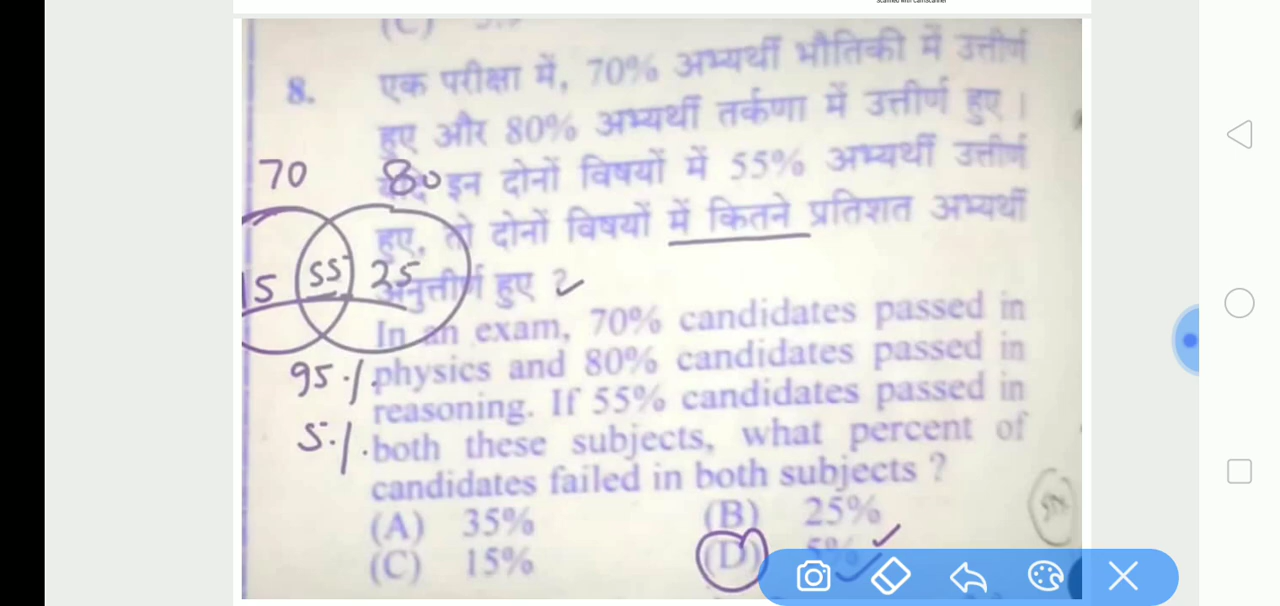 8. एक परीक्षा में, 70% अभ्यर्थी भौतिकी में उत्तीर्ण
हुए और 80% अभ्यर्थी तर्कणा में उत्तीर्ण हुए ।
इन दोनों विषयों में 55% अभ्यर्थी उत्तीर्ण
हुए, तो दोनों विषयों में कितने प्रतिशत अभ्यर्थी
अनुत्तीर्ण हुए ?
70 80
15 55 25
95%
5%
In an exam, 70% candidates passed in
physics and 80% candidates passed in
reasoning. If 55% candidates passed in
both these subjects, what percent of
candidates failed in both subjects ?
(A) 35% (B) 25%
(C) 15% (D) 5%